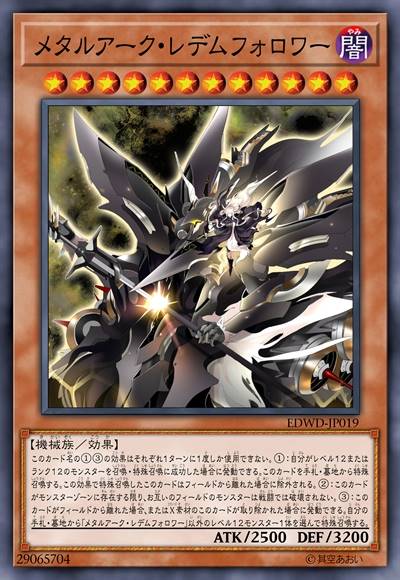 メタルアーク・レデムフォロワー
闇
EDWD-JP019
【機械族／効果】
このカード名の①③の効果はそれぞれ1ターンに1度しか使用できない。①：自分がレベル12または
ランク12のモンスターを召喚・特殊召喚に成功した場合に発動できる。このカードを手札・墓地から特殊
召喚する。この効果で特殊召喚したこのカードはフィールドから離れた場合に除外される。②：このカード
がモンスターゾーンに存在する限り、お互いのフィールドのモンスターは戦闘では破壊されない。③：こ
のカードがフィールドから離れた場合、またはX素材のこのカードが取り除かれた場合に発動できる。自分の
手札・墓地から「メタルアーク・レデムフォロワー」以外のレベル12モンスター1体を選んで特殊召喚する。
ATK/2500 DEF/3200
29065704 ©其空あおい